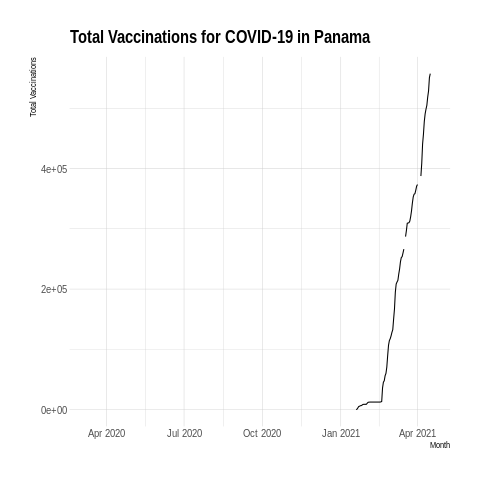 Total Vaccinations for COVID-19 in Panama
Total Vaccinations
4e+05
2e+05
0e+00
Apr 2020
Jul 2020
Oct 2020
Jan 2021
Apr 2021
Month